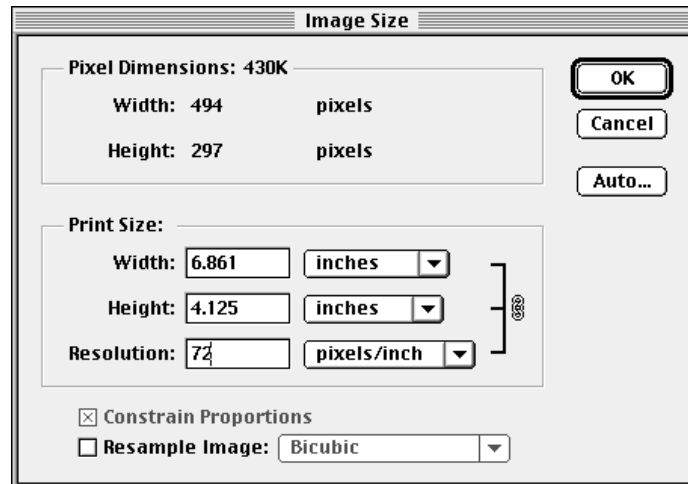 Image Size
Pixel Dimensions: 430K
Width: 494 pixels
Height: 297 pixels
OK
Cancel
Auto...
Print Size:
Width: 6.861 inches
Height: 4.125 inches
Resolution: 72 pixels/inch
Constrain Proportions
Resample Image: Bicubic